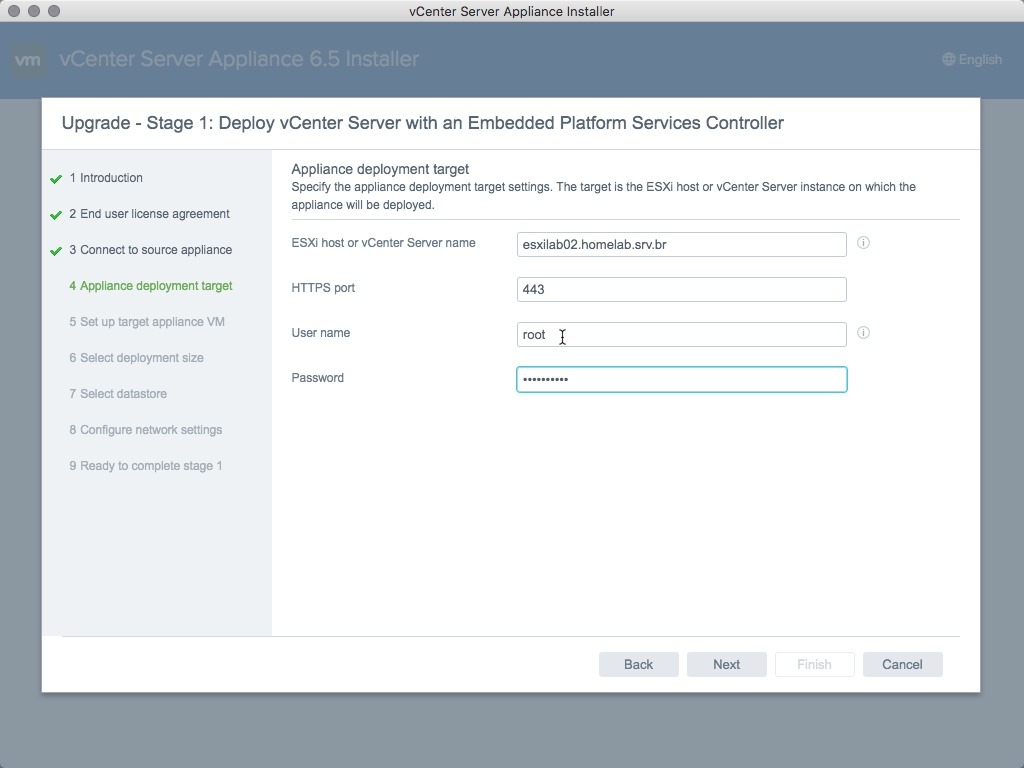 vCenter Server Appliance Installer
vm vCenter Server Appliance 6.5 Installer
English
Upgrade - Stage 1: Deploy vCenter Server with an Embedded Platform Services Controller
1 Introduction
2 End user license agreement
3 Connect to source appliance
4 Appliance deployment target
5 Set up target appliance VM
6 Select deployment size
7 Select datastore
8 Configure network settings
9 Ready to complete stage 1
Appliance deployment target
Specify the appliance deployment target settings. The target is the ESXi host or vCenter Server instance on which the
appliance will be deployed.
ESXi host or vCenter Server name
esxilab02.homelab.srv.br
HTTPS port
443
User name
root
Password
••••••••••
Back
Next
Finish
Cancel